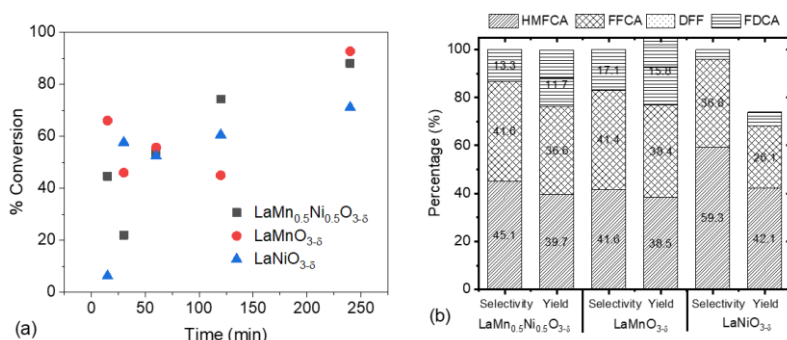 % Conversion
100
80
60
40
20
0
0 50 100 150 200 250
Time (min)
LaMn0.5Ni0.5O3-δ
LaMnO3-δ
LaNiO3-δ
(a)
HMFCA FFCA DFF FDCA
Percentage (%)
100
80
60
40
20
0
13.3 11.7 17.1 15.8
41.6 36.6 41.4 38.4 36.8 26.1
45.1 39.7 41.6 38.5 59.3 42.1
Selectivity Yield Selectivity Yield Selectivity Yield
LaMn0.5Ni0.5O3-δ LaMnO3-δ LaNiO3-δ
(b)